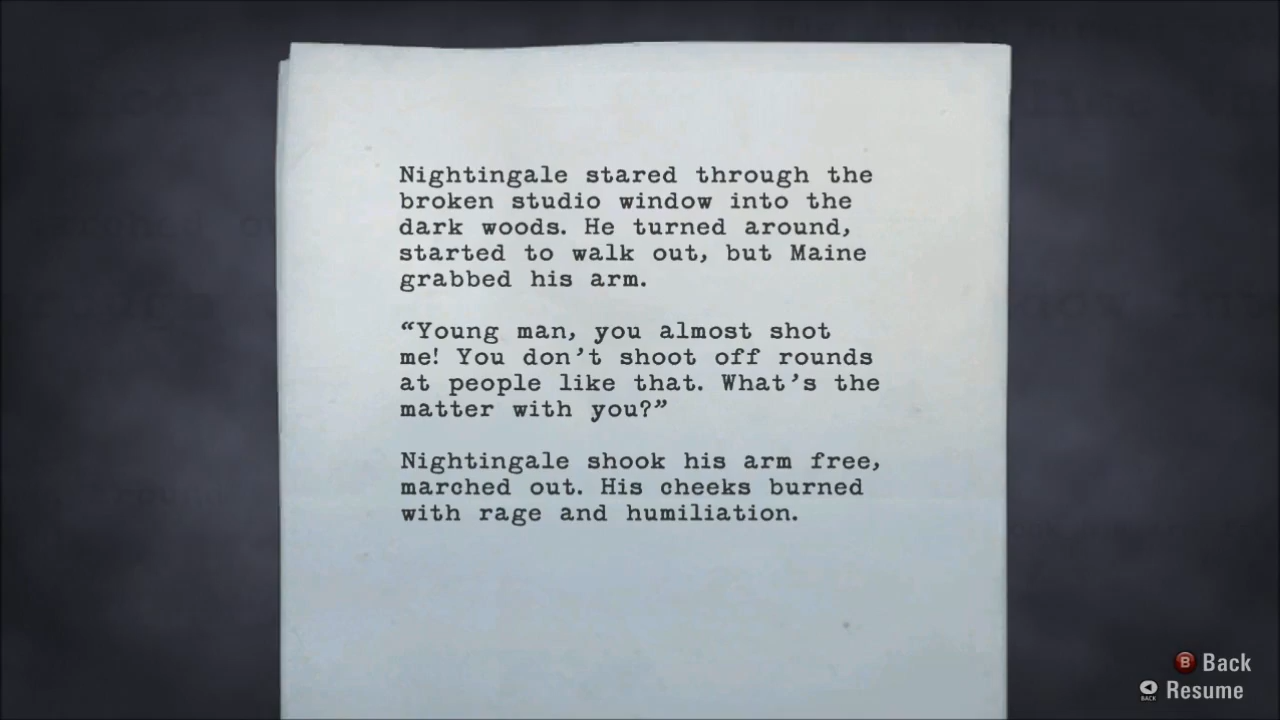 Nightingale stared through the
broken studio window into the
dark woods. He turned around,
started to walk out, but Maine
grabbed his arm.
“Young man, you almost shot
me! You don’t shoot off rounds
at people like that. What’s the
matter with you?”
Nightingale shook his arm free,
marched out. His cheeks burned
with rage and humiliation.
B Back
BACK Resume